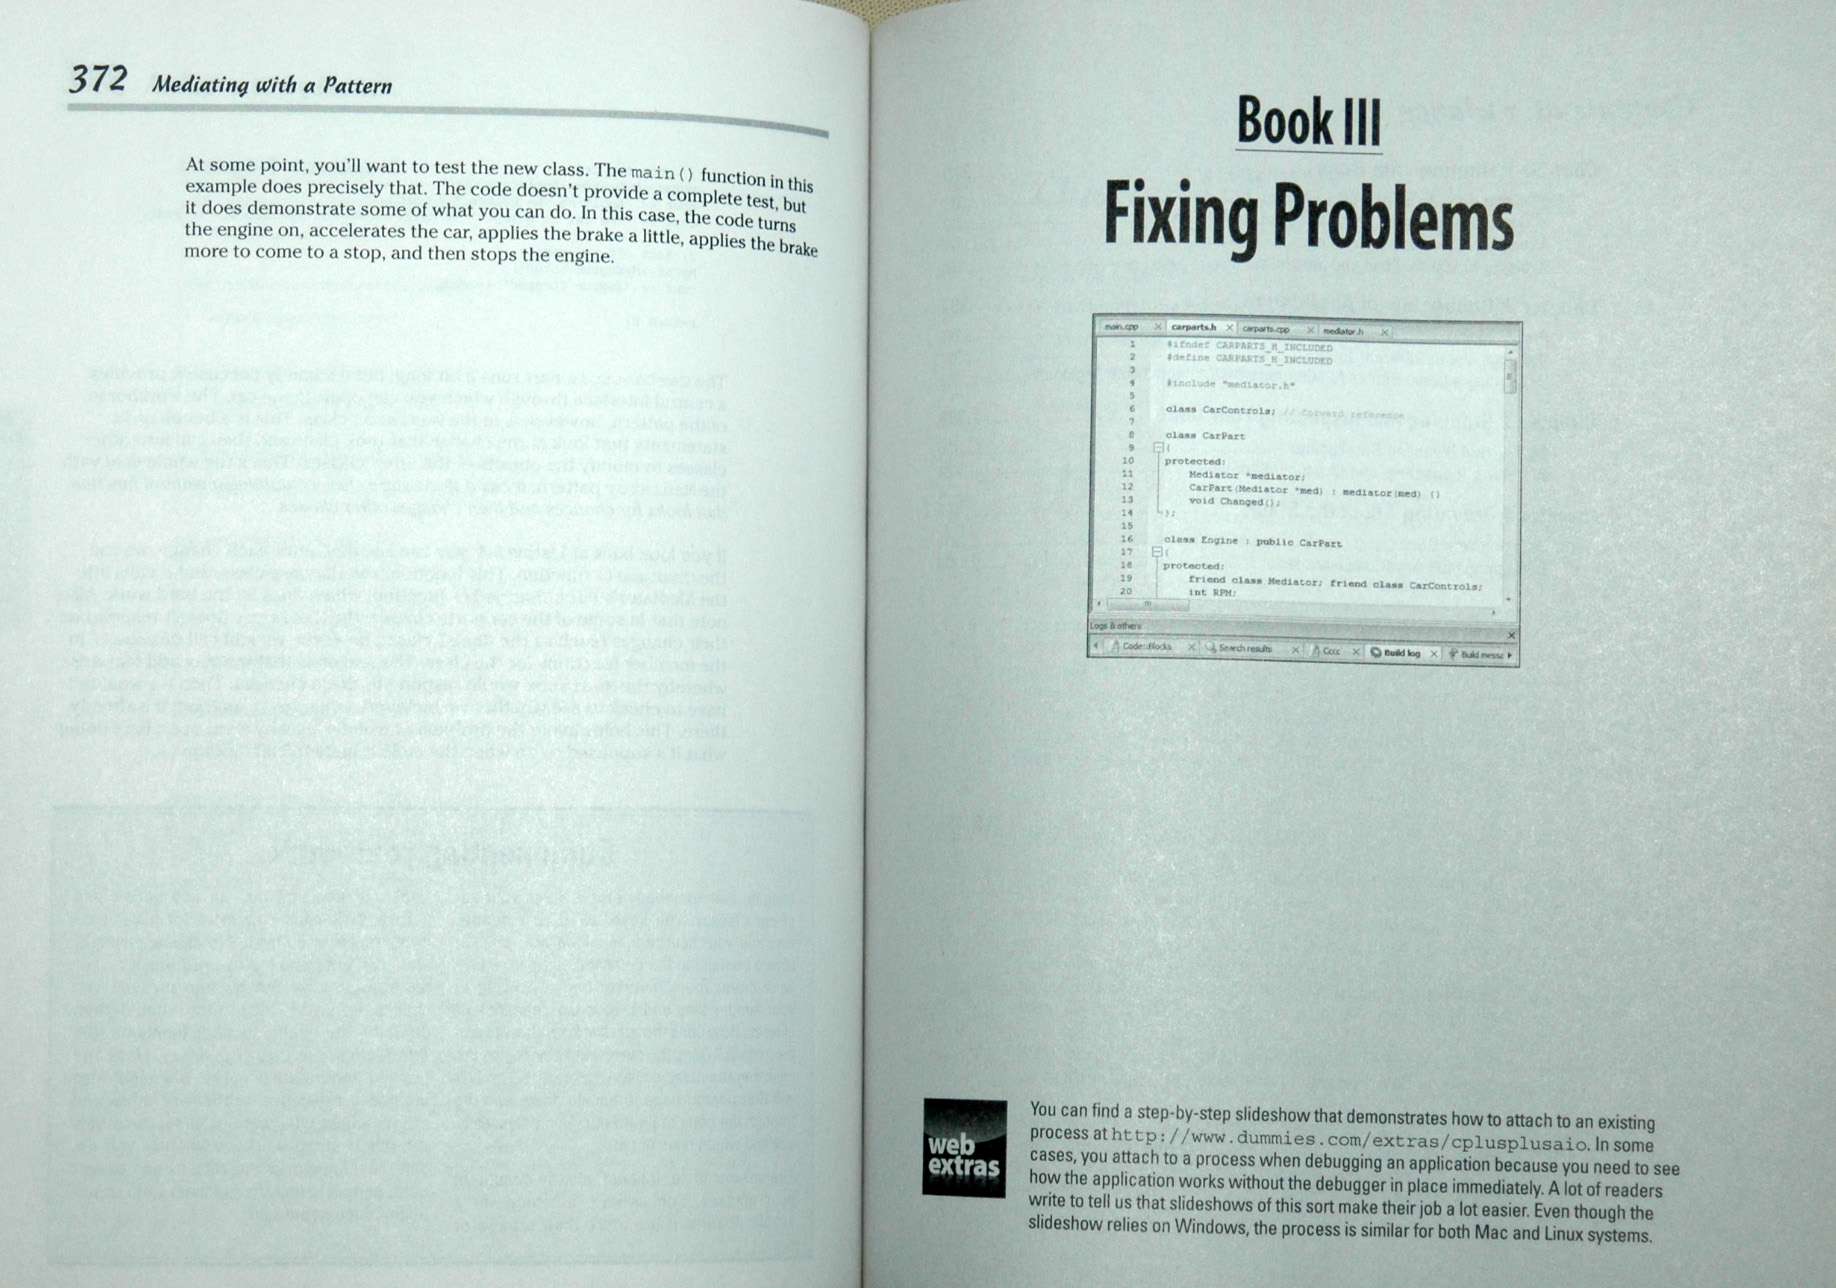 372 Mediating with a Pattern
At some point, you'll want to test the new class. The main() function in this
example does precisely that. The code doesn't provide a complete test, but
it does demonstrate some of what you can do. In this case, the code turns
the engine on, accelerates the car, applies the brake a little, applies the brake
more to come to a stop, and then stops the engine.
Book III
Fixing Problems
main.cpp carparts.h carparts.cpp mediator.h
1 #ifndef CARPARTS_H_INCLUDED
2 #define CARPARTS_H_INCLUDED
3
4 #include "mediator.h"
5
6 class CarControls; // forward reference
7
8 class CarPart
9 {
10 protected:
11 Mediator *mediator;
12 CarPart(Mediator *med) : mediator(med) {}
13 void Changed();
14 };
15
16 class Engine : public CarPart
17 {
18 protected:
19 friend class Mediator; friend class CarControls;
20 int RPM;
Logs & others
Code::Blocks Search results Cccc Build log Build messa
web
extras
You can find a step-by-step slideshow that demonstrates how to attach to an existing
process at http://www.dummies.com/extras/cplusplusaio. In some
cases, you attach to a process when debugging an application because you need to see
how the application works without the debugger in place immediately. A lot of readers
write to tell us that slideshows of this sort make their job a lot easier. Even though the
slideshow relies on Windows, the process is similar for both Mac and Linux systems.